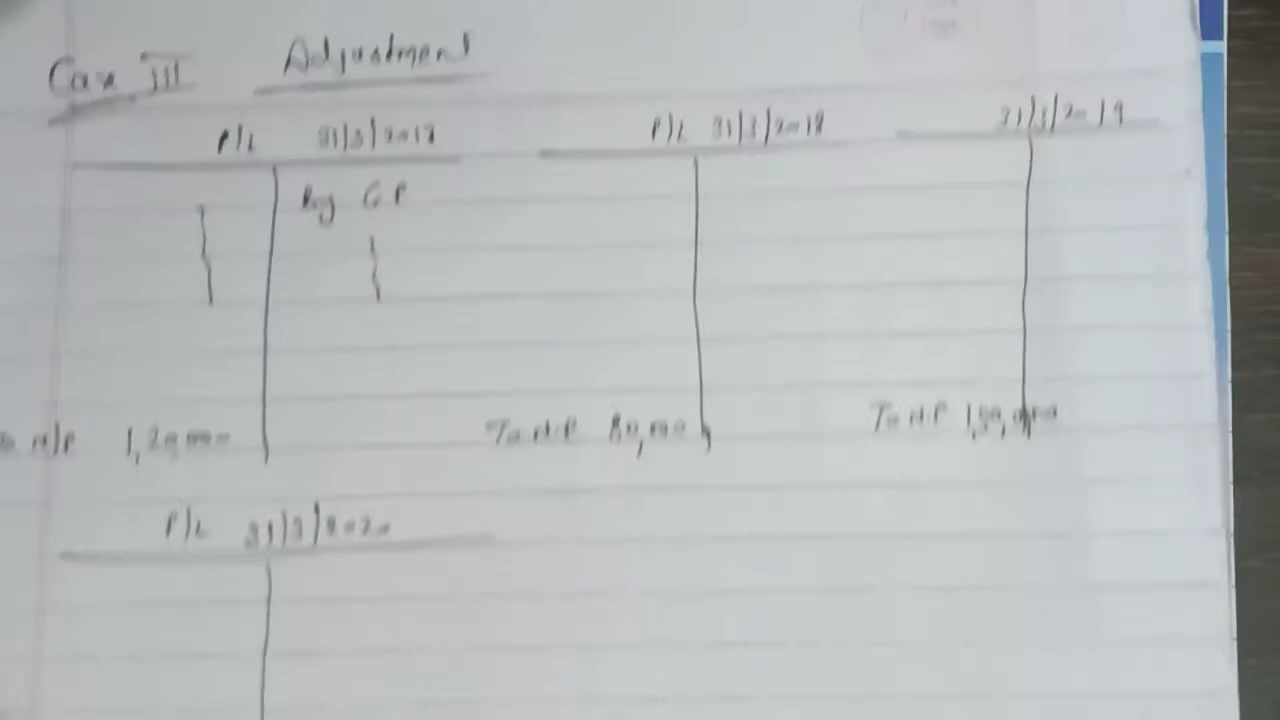 Case III Adjustment
P/L 31/3/2017 P/L 31/3/2018 31/3/2019
By G P
To N/P 1,20,000 To N.P 80,000 To N.P 1,50,000
P/L 31/3/2020